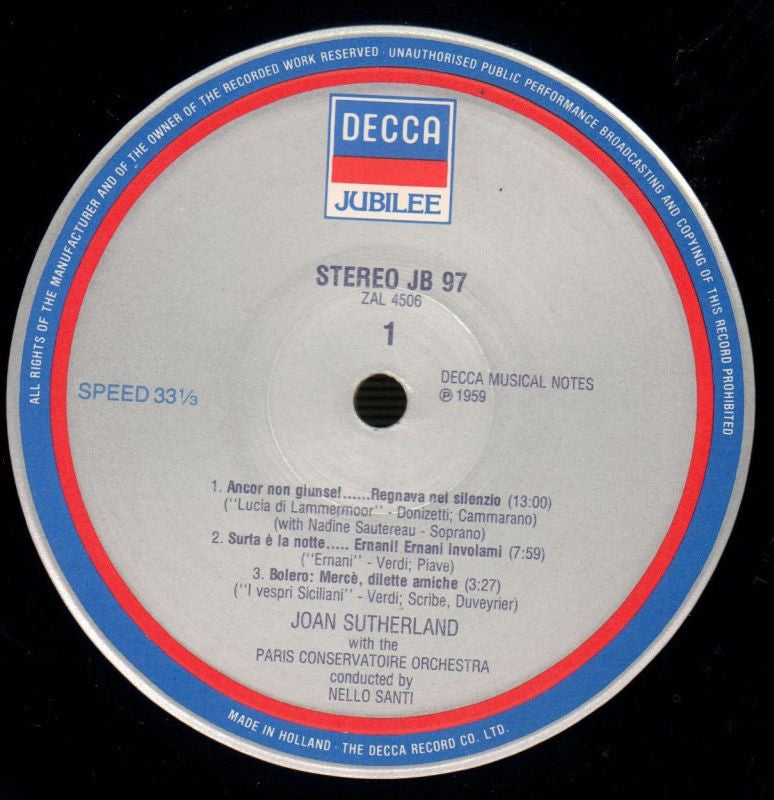 ALL RIGHTS OF THE MANUFACTURER AND OF THE OWNER OF THE RECORDED WORK RESERVED · UNAUTHORISED PUBLIC PERFORMANCE BROADCASTING AND COPYING OF THIS RECORD PROHIBITED
DECCA
JUBILEE
STEREO JB 97
ZAL 4506
1
SPEED 33⅓
DECCA MUSICAL NOTES
℗ 1959
1. Ancor non giunse!......Regnava nel silenzio (13:00)
("Lucia di Lammermoor" - Donizetti; Cammarano)
(with Nadine Sautereau - Soprano)
2. Surta è la notte..... Ernani! Ernani involami (7:59)
("Ernani" - Verdi; Piave)
3. Bolero: Mercè, dilette amiche (3:27)
("I vespri Siciliani" - Verdi; Scribe, Duveyrier)
JOAN SUTHERLAND
with the
PARIS CONSERVATOIRE ORCHESTRA
conducted by
NELLO SANTI
MADE IN HOLLAND · THE DECCA RECORD CO. LTD.